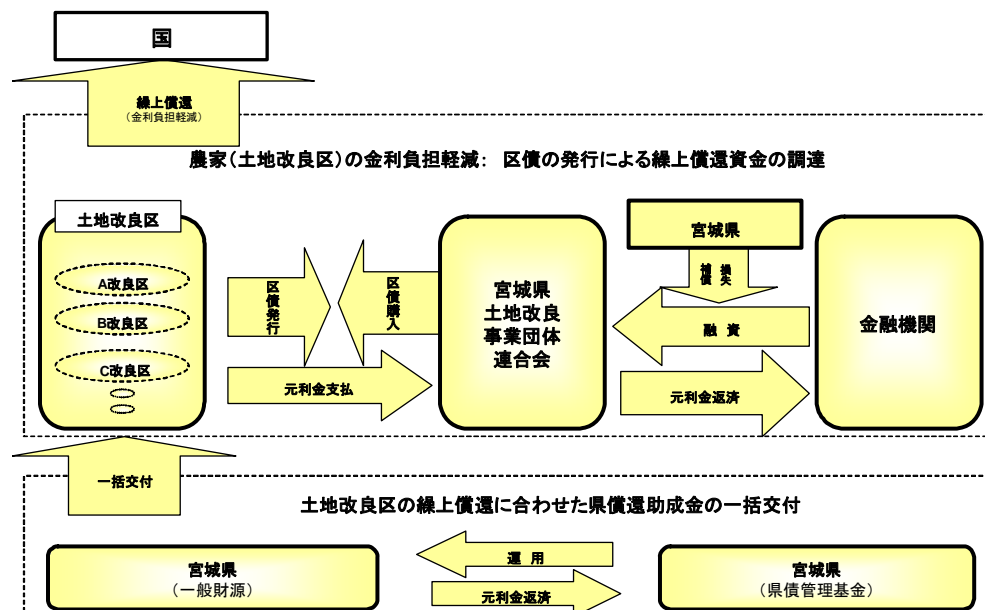 国
繰上償還
(金利負担軽減)
農家(土地改良区)の金利負担軽減: 区債の発行による繰上償還資金の調達
土地改良区
A改良区
B改良区
C改良区
区債発行
区債購入
元利金支払
宮城県
土地改良
事業団体
連合会
宮城県
損失
補償
融 資
元利金返済
金融機関
一括交付
土地改良区の繰上償還に合わせた県償還助成金の一括交付
宮城県
(一般財源)
運 用
元利金返済
宮城県
(県債管理基金)